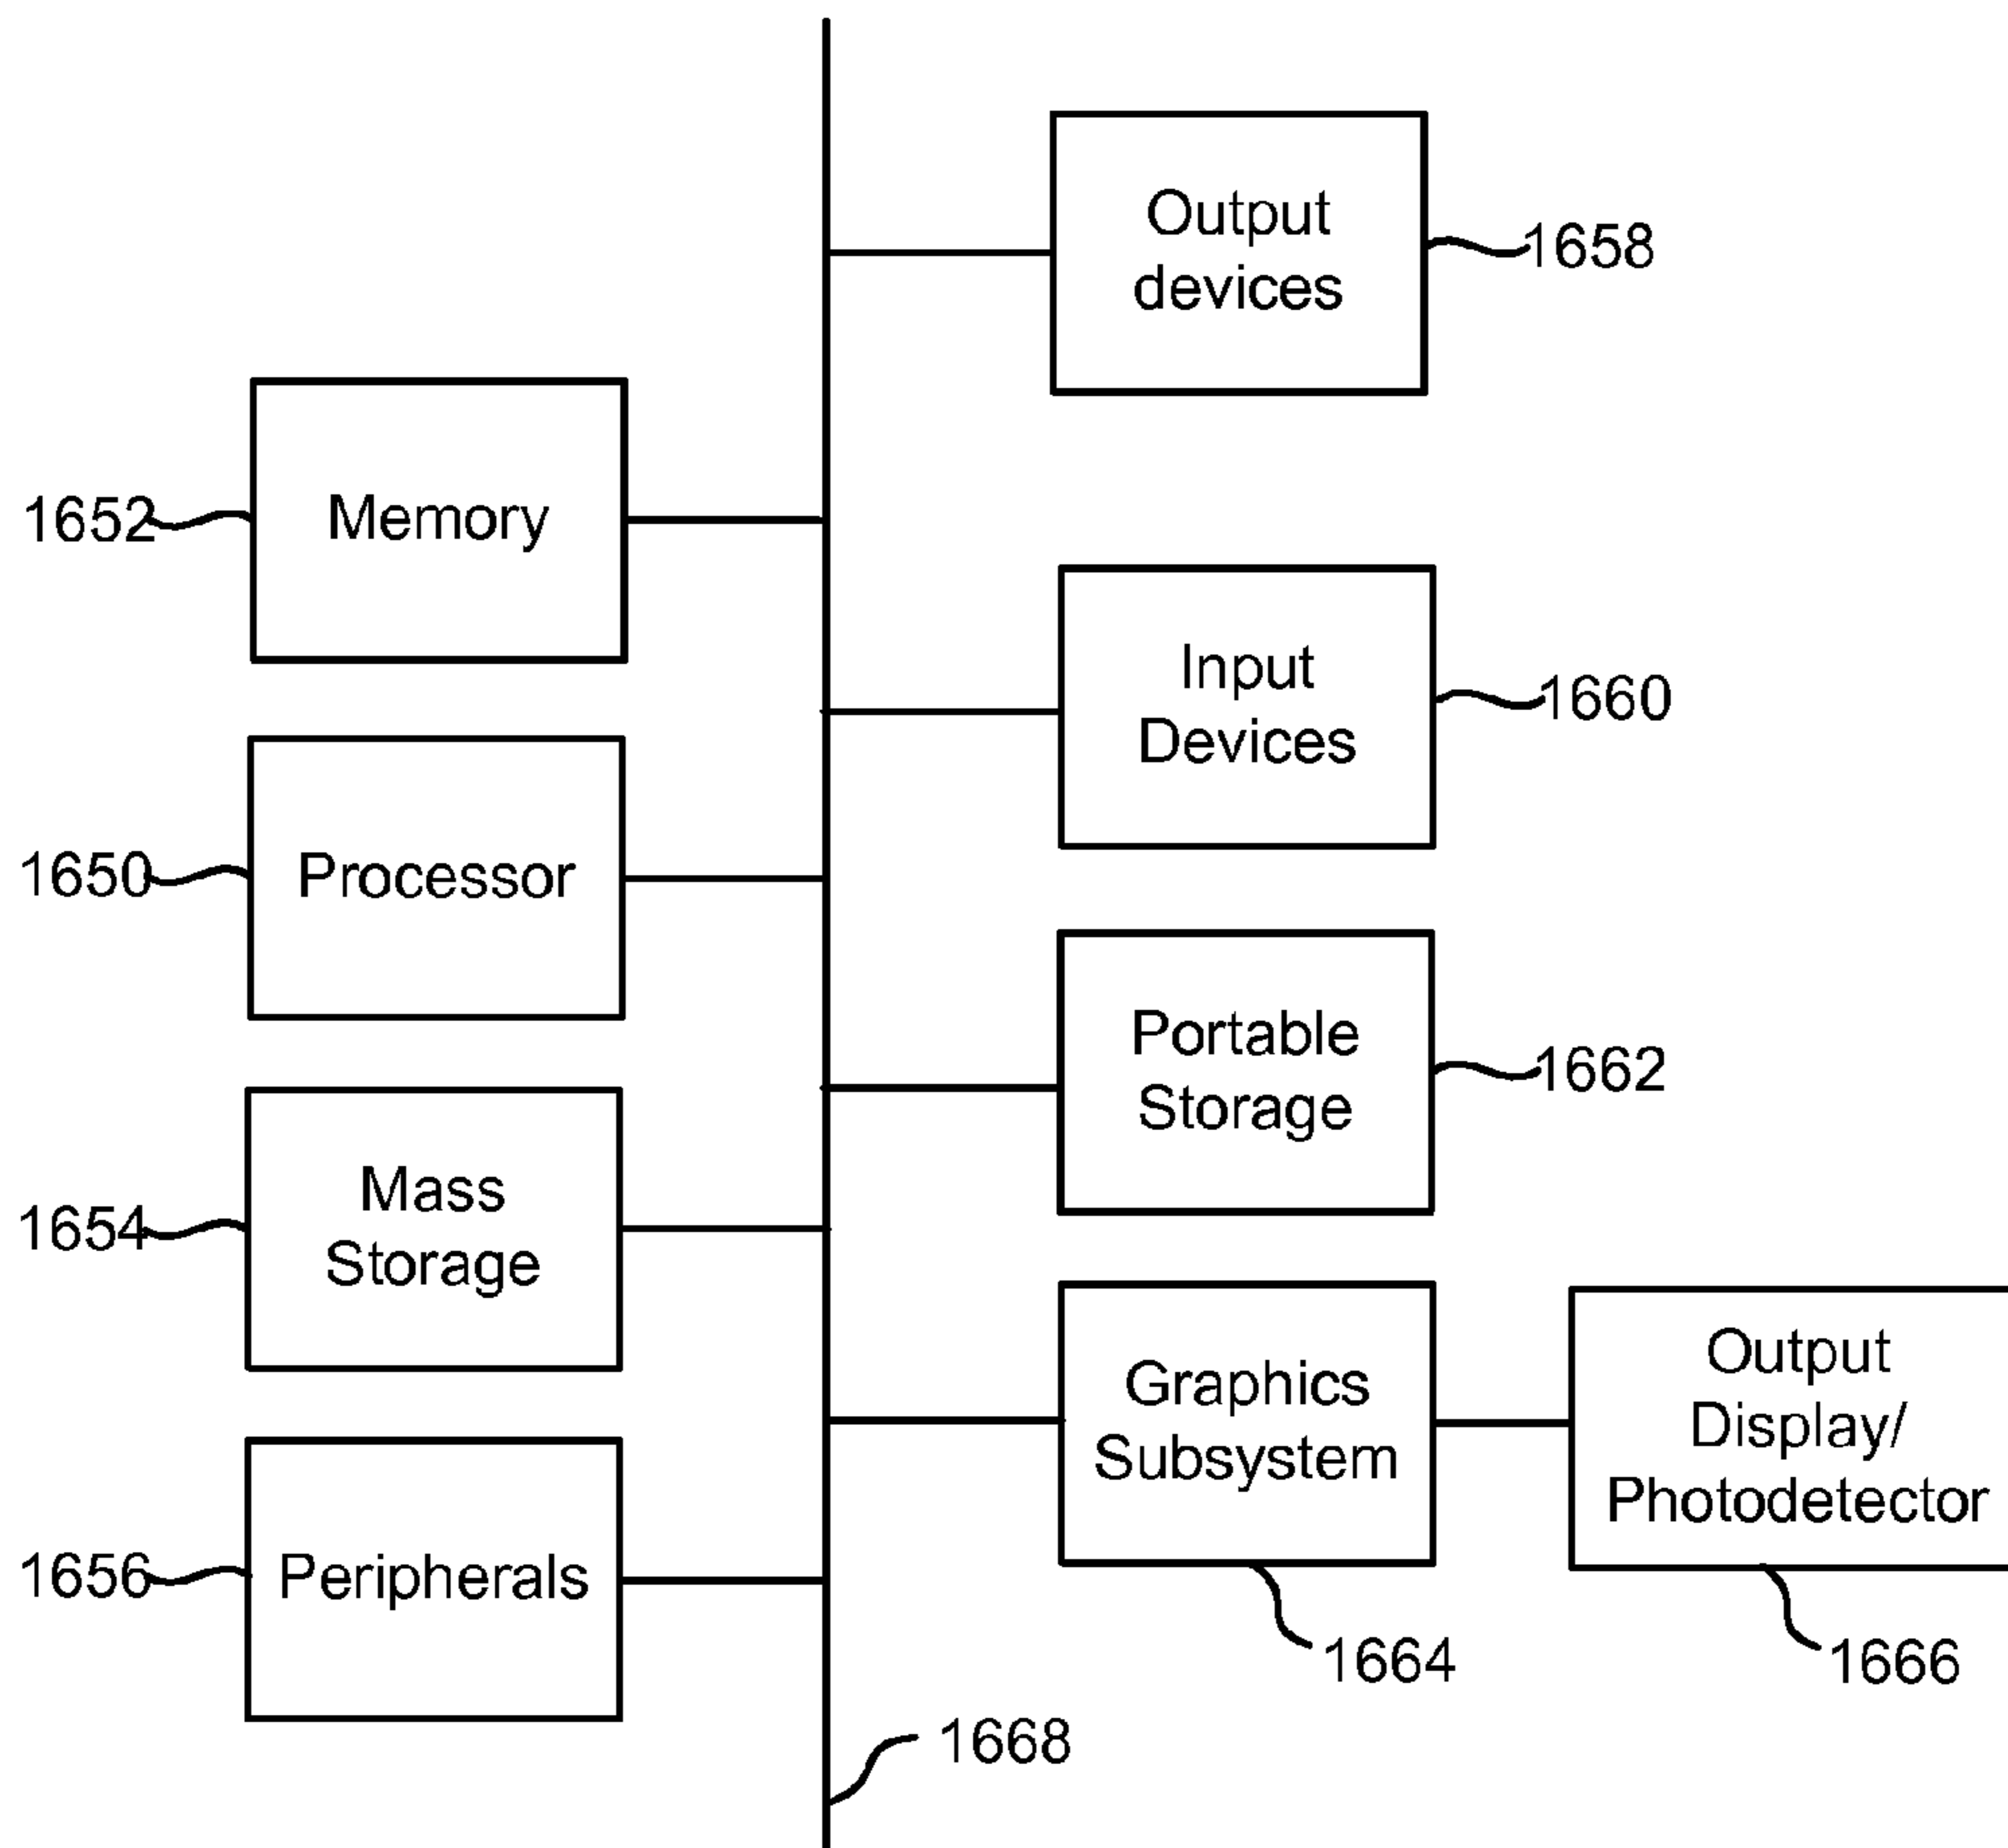 Output
devices
1658
1652
Memory
Input
Devices
1660
1650
Processor
Portable
Storage
1662
1654
Mass
Storage
Graphics
Subsystem
Output
Display/
Photodetector
1656
Peripherals
1664
1666
1668